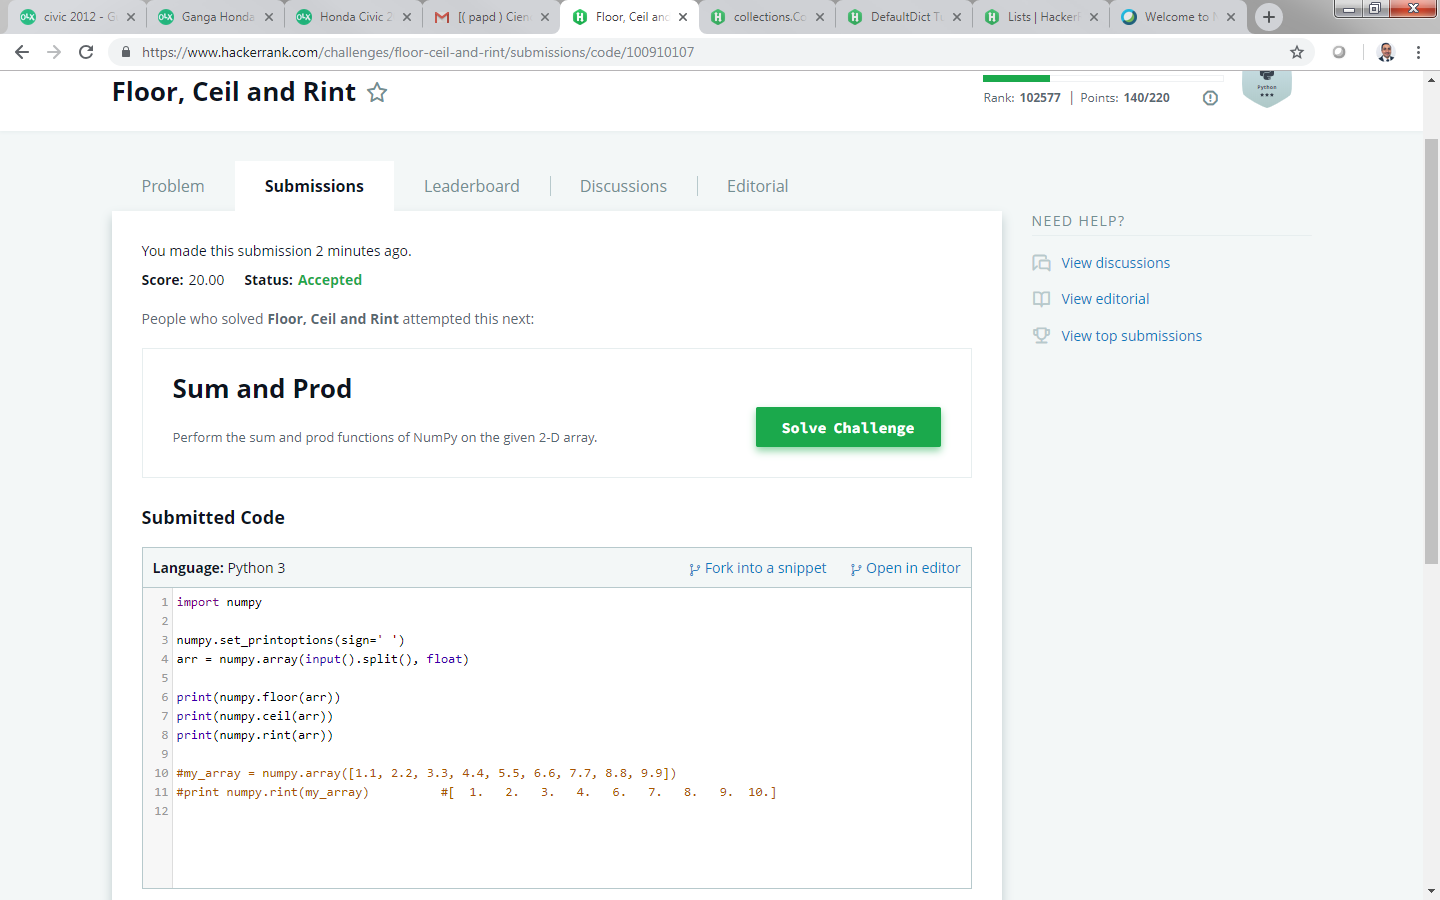 civic 2012 - G
Ganga Honda
Honda Civic 2
[( papd ) Cien
Floor, Ceil and
collections.Co
DefaultDict Tu
Lists | Hacker
Welcome to
https://www.hackerrank.com/challenges/floor-ceil-and-rint/submissions/code/100910107
Floor, Ceil and Rint
Rank: 102577 | Points: 140/220
Python
Problem
Submissions
Leaderboard
Discussions
Editorial
You made this submission 2 minutes ago.
Score: 20.00 Status: Accepted
People who solved Floor, Ceil and Rint attempted this next:
Sum and Prod
Perform the sum and prod functions of NumPy on the given 2-D array.
Solve Challenge
NEED HELP?
View discussions
View editorial
View top submissions
Submitted Code
Language: Python 3
Fork into a snippet
Open in editor
1 import numpy
2
3 numpy.set_printoptions(sign=' ')
4 arr = numpy.array(input().split(), float)
5
6 print(numpy.floor(arr))
7 print(numpy.ceil(arr))
8 print(numpy.rint(arr))
9
10 #my_array = numpy.array([1.1, 2.2, 3.3, 4.4, 5.5, 6.6, 7.7, 8.8, 9.9])
11 #print numpy.rint(my_array)          #[  1.   2.   3.   4.   6.   7.   8.   9.  10.]
12